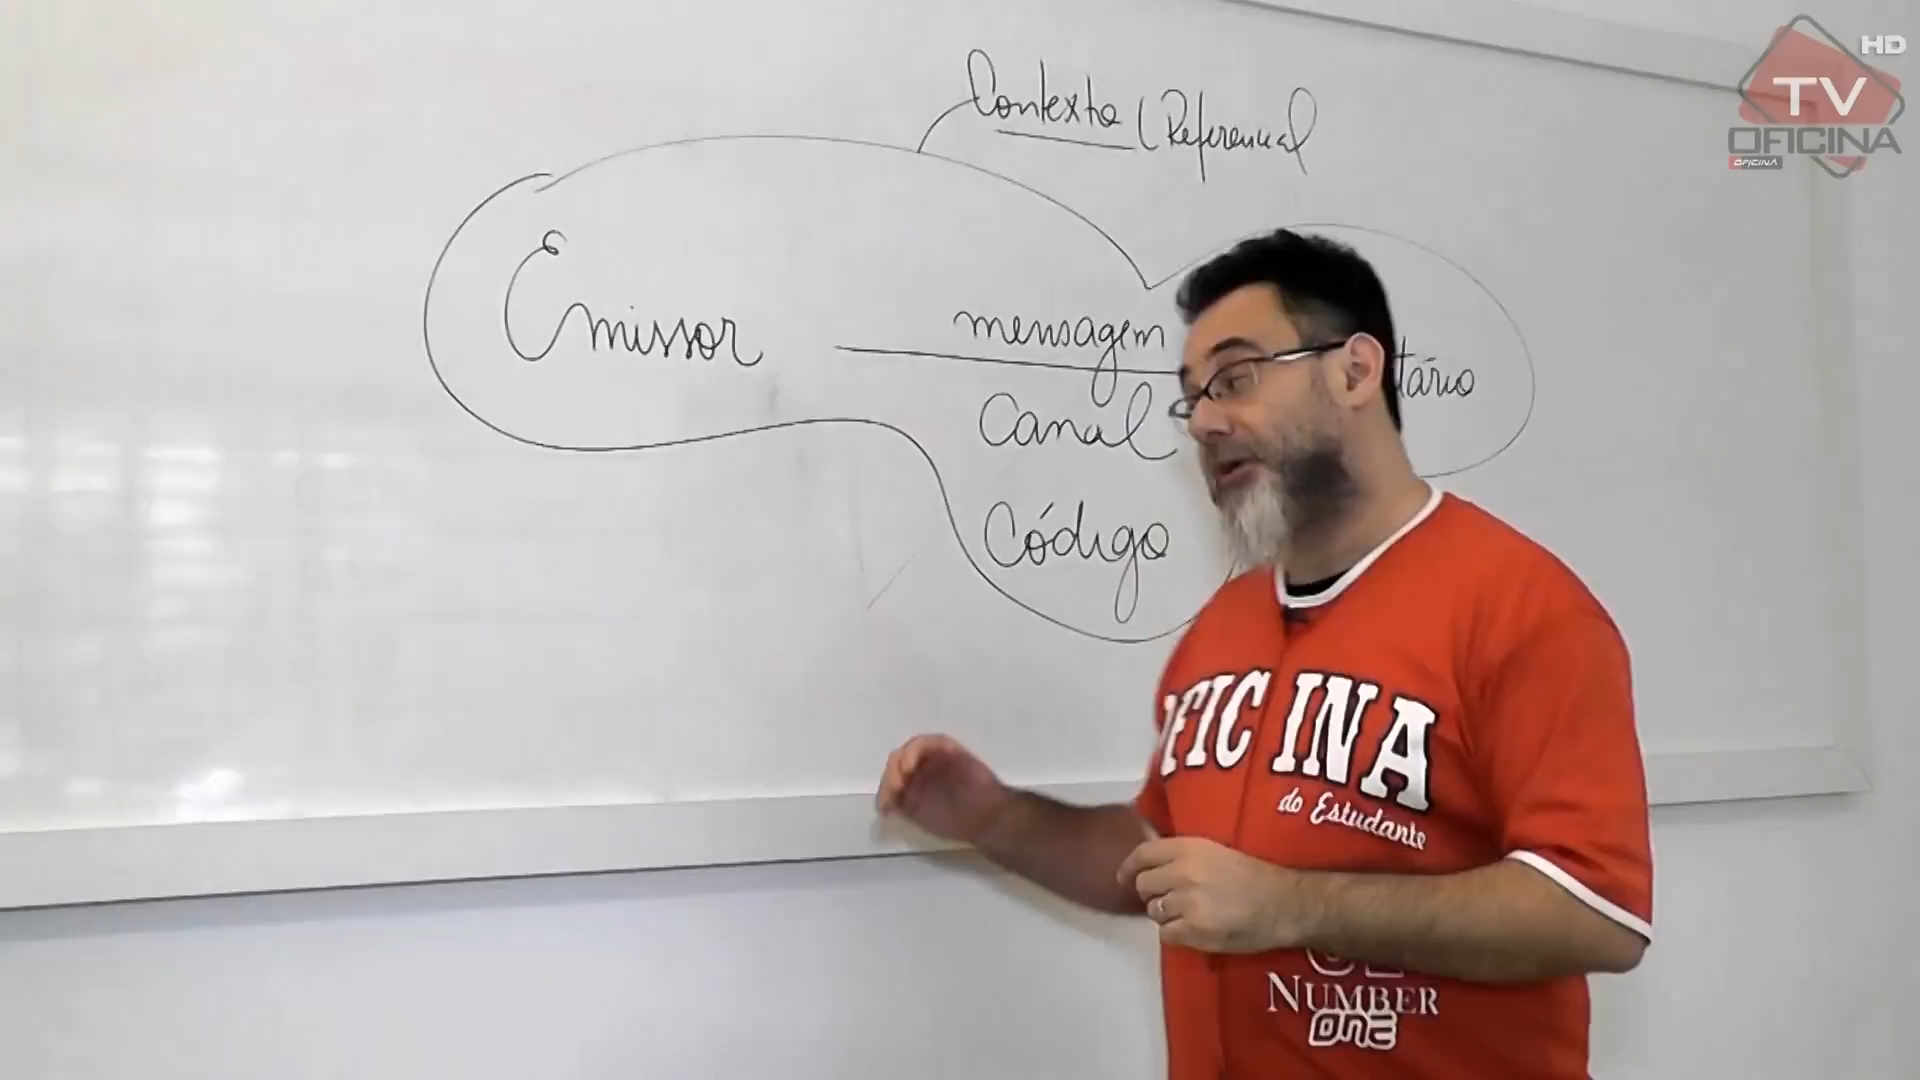 Contexto (Referencial
Emissor
mensagem
Canal
Código
tário
HD
TV
OFICINA
OFICINA
OFICINA
do Estudante
NUMBER
ONE